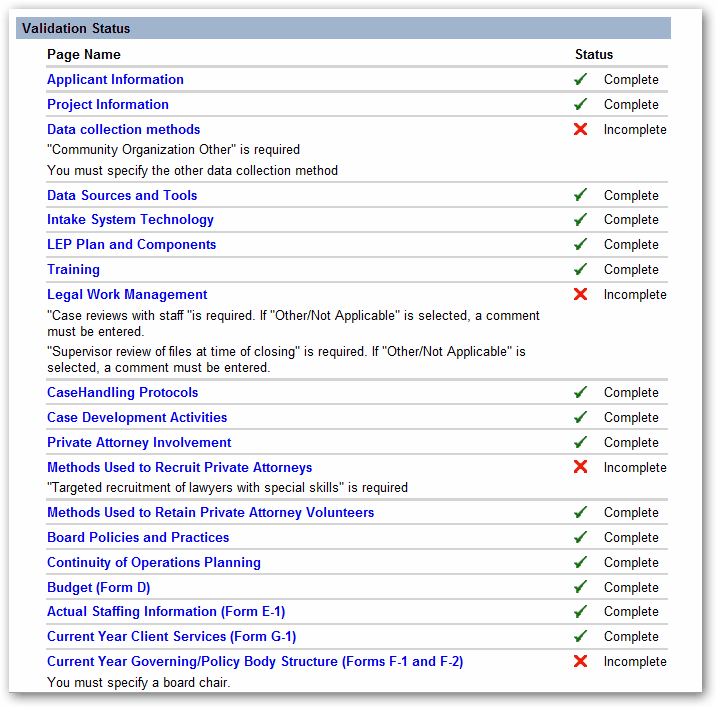 Validation Status
Page Name Status
Applicant Information Complete
Project Information Complete
Data collection methods Incomplete
"Community Organization Other" is required
You must specify the other data collection method
Data Sources and Tools Complete
Intake System Technology Complete
LEP Plan and Components Complete
Training Complete
Legal Work Management Incomplete
"Case reviews with staff "is required. If "Other/Not Applicable" is selected, a comment
must be entered.
"Supervisor review of files at time of closing" is required. If "Other/Not Applicable" is
selected, a comment must be entered.
CaseHandling Protocols Complete
Case Development Activities Complete
Private Attorney Involvement Complete
Methods Used to Recruit Private Attorneys Incomplete
"Targeted recruitment of lawyers with special skills" is required
Methods Used to Retain Private Attorney Volunteers Complete
Board Policies and Practices Complete
Continuity of Operations Planning Complete
Budget (Form D) Complete
Actual Staffing Information (Form E-1) Complete
Current Year Client Services (Form G-1) Complete
Current Year Governing/Policy Body Structure (Forms F-1 and F-2) Incomplete
You must specify a board chair.